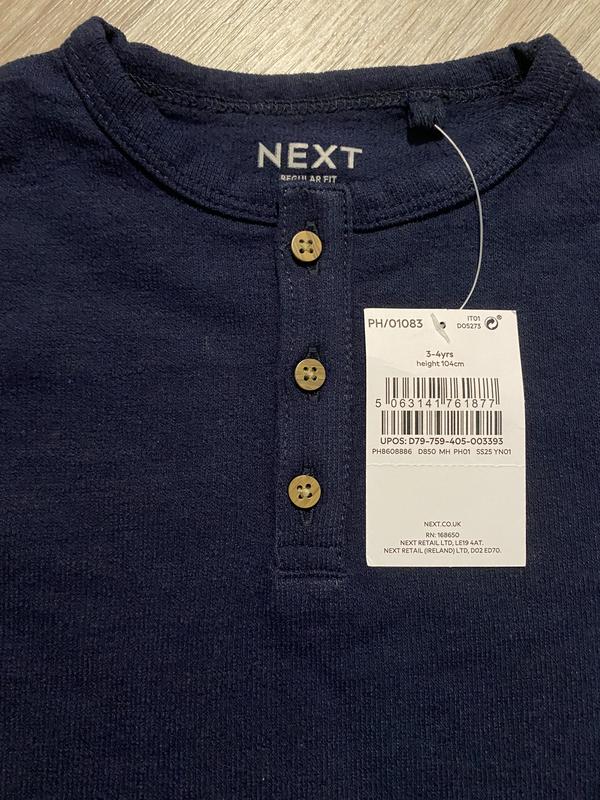 NEXT
REGULAR FIT
PH/01083
IT01
D05273
3-4yrs
height 104cm
5 063141 761877
UPOS: D79-759-405-003393
PH8608886 D850 MH PH01 SS25 YN01
NEXT.CO.UK
RN: 168650
NEXT RETAIL LTD, LE19 4AT.
NEXT RETAIL (IRELAND) LTD, D02 ED70.